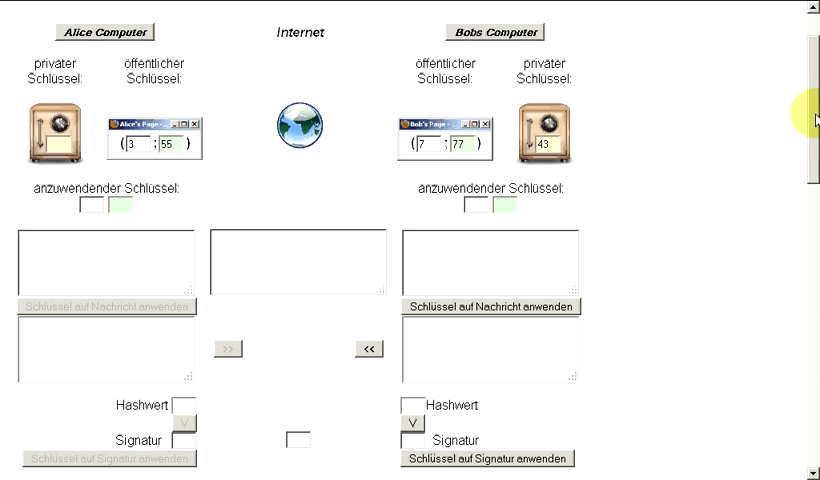 Alice Computer
Internet
Bobs Computer
privater Schlüssel:
öffentlicher Schlüssel:
öffentlicher Schlüssel:
privater Schlüssel:
Alice's Page - ...
(3 ; 55 )
Bob's Page - ...
(7 ; 77 )
43
anzuwendender Schlüssel:
anzuwendender Schlüssel:
Schlüssel auf Nachricht anwenden
Schlüssel auf Nachricht anwenden
>>
<<
Hashwert
Hashwert
V
V
Signatur
Signatur
Schlüssel auf Signatur anwenden
Schlüssel auf Signatur anwenden